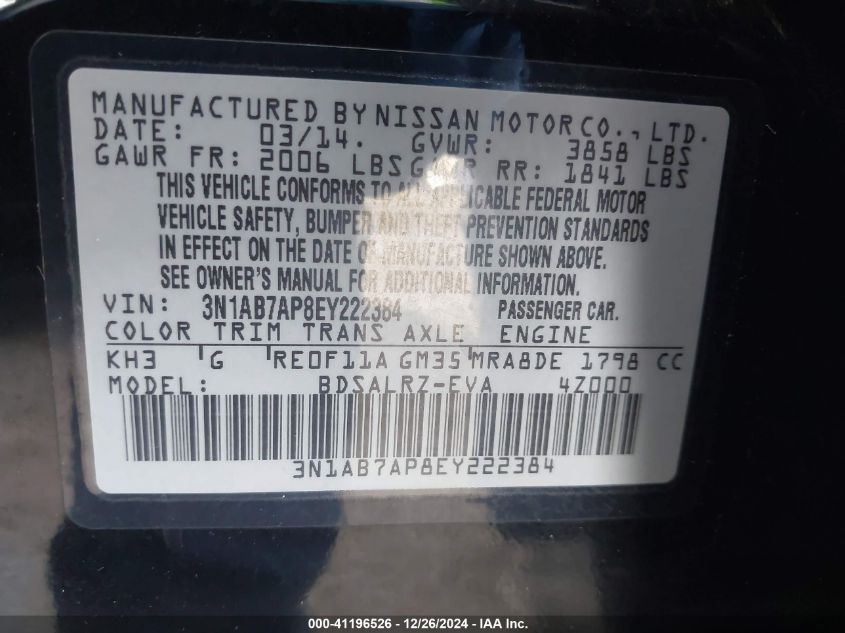 MANUFACTURED BY NISSAN MOTOR CO., LTD.
DATE: 03/14. GVWR: 3858 LBS
GAWR FR: 2006 LBS GAWR RR: 1841 LBS
THIS VEHICLE CONFORMS TO ALL APPLICABLE FEDERAL MOTOR
VEHICLE SAFETY, BUMPER AND THEFT PREVENTION STANDARDS
IN EFFECT ON THE DATE OF MANUFACTURE SHOWN ABOVE.
SEE OWNER'S MANUAL FOR ADDITIONAL INFORMATION.
VIN: 3N1AB7AP8EY222384 PASSENGER CAR.
COLOR TRIM TRANS AXLE ENGINE
KH3 G RE0F11A GM35 MRA8DE 1798 CC
MODEL: BDSALRZ-EVA 4Z000
3N1AB7AP8EY222384
000-41196526 - 12/26/2024 - IAA Inc.